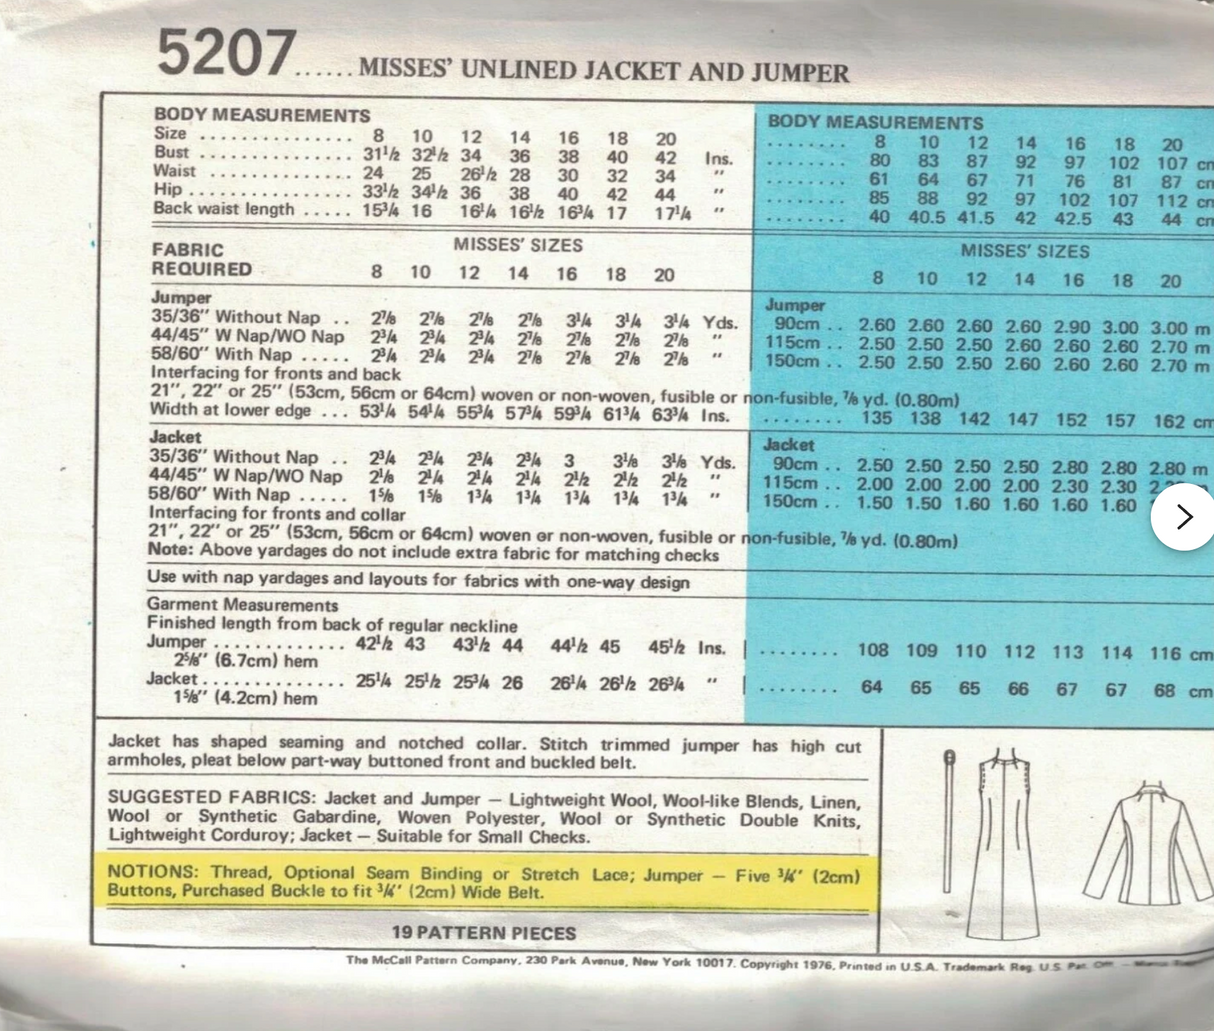 5207...... MISSES' UNLINED JACKET AND JUMPER
BODY MEASUREMENTS
Size ............... 8 10 12 14 16 18 20
Bust ............... 31½ 32½ 34 36 38 40 42 Ins.
Waist .............. 24 25 26½ 28 30 32 34 "
Hip ................ 33½ 34½ 36 38 40 42 44 "
Back waist length ..... 15¾ 16 16¼ 16½ 16¾ 17 17¼ "
BODY MEASUREMENTS
........ 8 10 12 14 16 18 20
........ 80 83 87 92 97 102 107 cm
........ 61 64 67 71 76 81 87 cm
........ 85 88 92 97 102 107 112 cm
........ 40 40.5 41.5 42 42.5 43 44 cm
FABRIC REQUIRED
MISSES' SIZES
8 10 12 14 16 18 20
Jumper
35/36" Without Nap .. 2⅞ 2⅞ 2⅞ 2⅞ 3¼ 3¼ 3¼ Yds.
44/45" W Nap/WO Nap 2¾ 2¾ 2¾ 2⅞ 2⅞ 2⅞ 2⅞ "
58/60" With Nap ..... 2¾ 2¾ 2¾ 2⅞ 2⅞ 2⅞ 2⅞ "
MISSES' SIZES
8 10 12 14 16 18 20
Jumper
90cm .. 2.60 2.60 2.60 2.60 2.90 3.00 3.00 m
115cm .. 2.50 2.50 2.50 2.60 2.60 2.60 2.70 m
150cm .. 2.50 2.50 2.50 2.60 2.60 2.60 2.70 m
Interfacing for fronts and back
21", 22" or 25" (53cm, 56cm or 64cm) woven or non-woven, fusible or non-fusible, ⅞ yd. (0.80m)
Width at lower edge ... 53¼ 54¼ 55¾ 57¾ 59¾ 61¾ 63¾ Ins.
........ 135 138 142 147 152 157 162 cm
Jacket
35/36" Without Nap .. 2¾ 2¾ 2¾ 2¾ 3 3⅛ 3⅛ Yds.
44/45" W Nap/WO Nap 2⅛ 2¼ 2¼ 2¼ 2½ 2½ 2½ "
58/60" With Nap ..... 1⅝ 1⅝ 1¾ 1¾ 1¾ 1¾ 1¾ "
Jacket
90cm .. 2.50 2.50 2.50 2.50 2.80 2.80 2.80 m
115cm .. 2.00 2.00 2.00 2.00 2.30 2.30
150cm .. 1.50 1.50 1.60 1.60 1.60 1.60
Interfacing for fronts and collar
21", 22" or 25" (53cm, 56cm or 64cm) woven or non-woven, fusible or non-fusible, ⅞ yd. (0.80m)
Note: Above yardages do not include extra fabric for matching checks
Use with nap yardages and layouts for fabrics with one-way design
Garment Measurements
Finished length from back of regular neckline
Jumper ............. 42½ 43 43½ 44 44½ 45 45½ Ins.
2⅝" (6.7cm) hem
Jacket .............. 25¼ 25½ 25¾ 26 26¼ 26½ 26¾ "
1⅝" (4.2cm) hem
........ 108 109 110 112 113 114 116 cm
........ 64 65 65 66 67 67 68 cm
Jacket has shaped seaming and notched collar. Stitch trimmed jumper has high cut
armholes, pleat below part-way buttoned front and buckled belt.
SUGGESTED FABRICS: Jacket and Jumper — Lightweight Wool, Wool-like Blends, Linen,
Wool or Synthetic Gabardine, Woven Polyester, Wool or Synthetic Double Knits,
Lightweight Corduroy; Jacket — Suitable for Small Checks.
NOTIONS: Thread, Optional Seam Binding or Stretch Lace; Jumper — Five ¾" (2cm)
Buttons, Purchased Buckle to fit ¾" (2cm) Wide Belt.
19 PATTERN PIECES
The McCall Pattern Company, 230 Park Avenue, New York 10017. Copyright 1976, Printed in U.S.A. Trademark Reg. U.S. Pat. Off. —